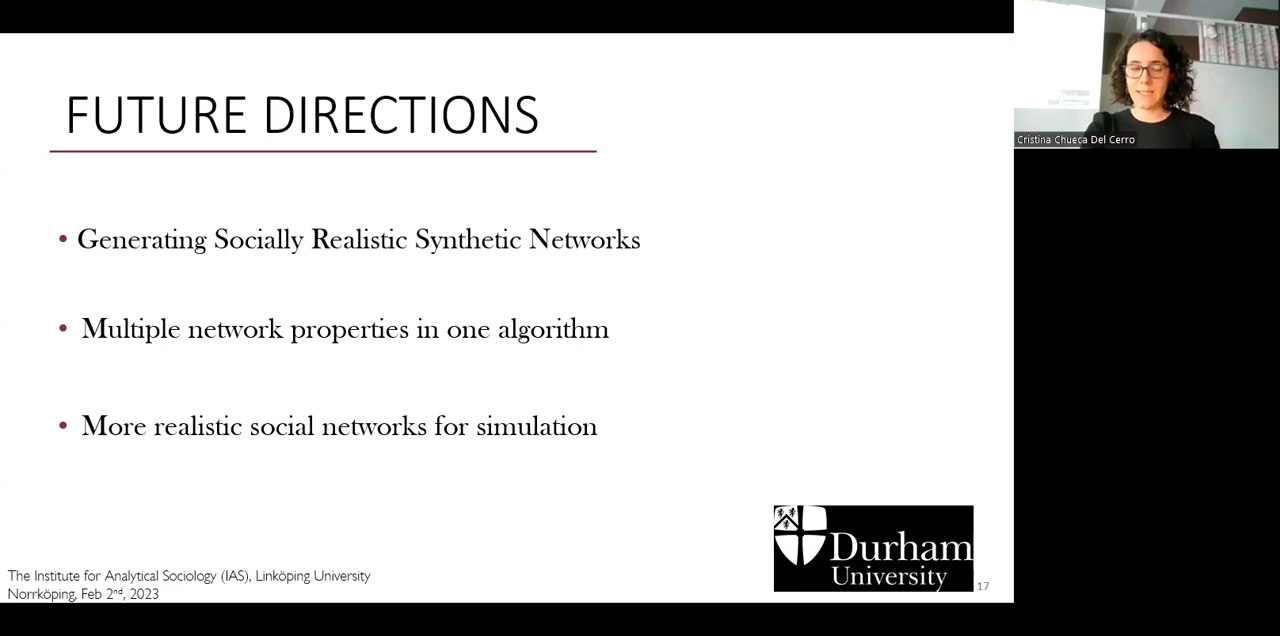 FUTURE DIRECTIONS
• Generating Socially Realistic Synthetic Networks
• Multiple network properties in one algorithm
• More realistic social networks for simulation
Durham
University
The Institute for Analytical Sociology (IAS), Linköping University
Norrköping, Feb 2nd, 2023
17
Cristina Chueca Del Cerro